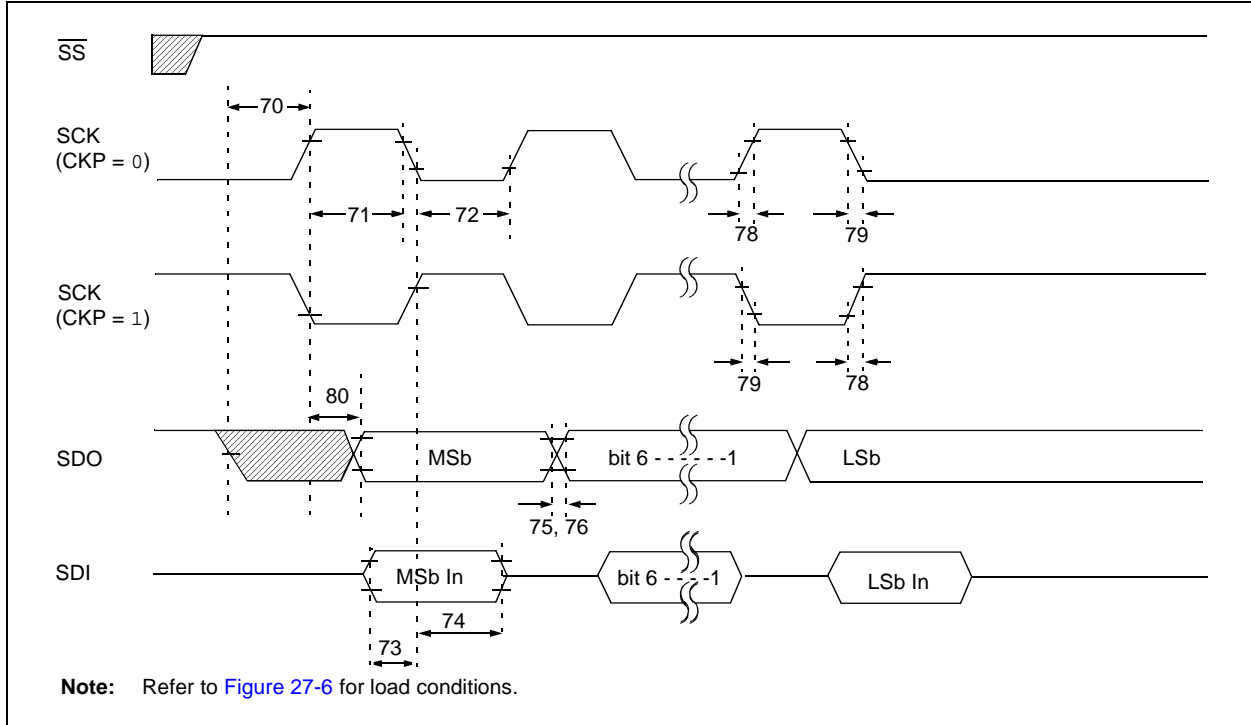 SS
70
SCK
(CKP = 0)
71
72
78
79
SCK
(CKP = 1)
79
78
80
SDO
MSb
bit 6 - - - - - -1
LSb
75, 76
SDI
MSb In
bit 6 - - - - -1
LSb In
74
73
Note: Refer to Figure 27-6 for load conditions.